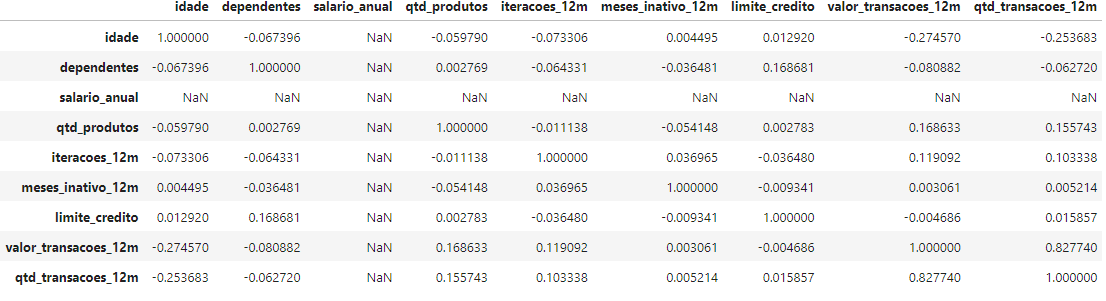 idade dependentes salario_anual qtd_produtos iteracoes_12m meses_inativo_12m limite_credito valor_transacoes_12m qtd_transacoes_12m
idade 1.000000 -0.067396 NaN -0.059790 -0.073306 0.004495 0.012920 -0.274570 -0.253683
dependentes -0.067396 1.000000 NaN 0.002769 -0.064331 -0.036481 0.168681 -0.080882 -0.062720
salario_anual NaN NaN NaN NaN NaN NaN NaN NaN NaN
qtd_produtos -0.059790 0.002769 NaN 1.000000 -0.011138 -0.054148 0.002783 0.168633 0.155743
iteracoes_12m -0.073306 -0.064331 NaN -0.011138 1.000000 0.036965 -0.036480 0.119092 0.103338
meses_inativo_12m 0.004495 -0.036481 NaN -0.054148 0.036965 1.000000 -0.009341 0.003061 0.005214
limite_credito 0.012920 0.168681 NaN 0.002783 -0.036480 -0.009341 1.000000 -0.004686 0.015857
valor_transacoes_12m -0.274570 -0.080882 NaN 0.168633 0.119092 0.003061 -0.004686 1.000000 0.827740
qtd_transacoes_12m -0.253683 -0.062720 NaN 0.155743 0.103338 0.005214 0.015857 0.827740 1.000000